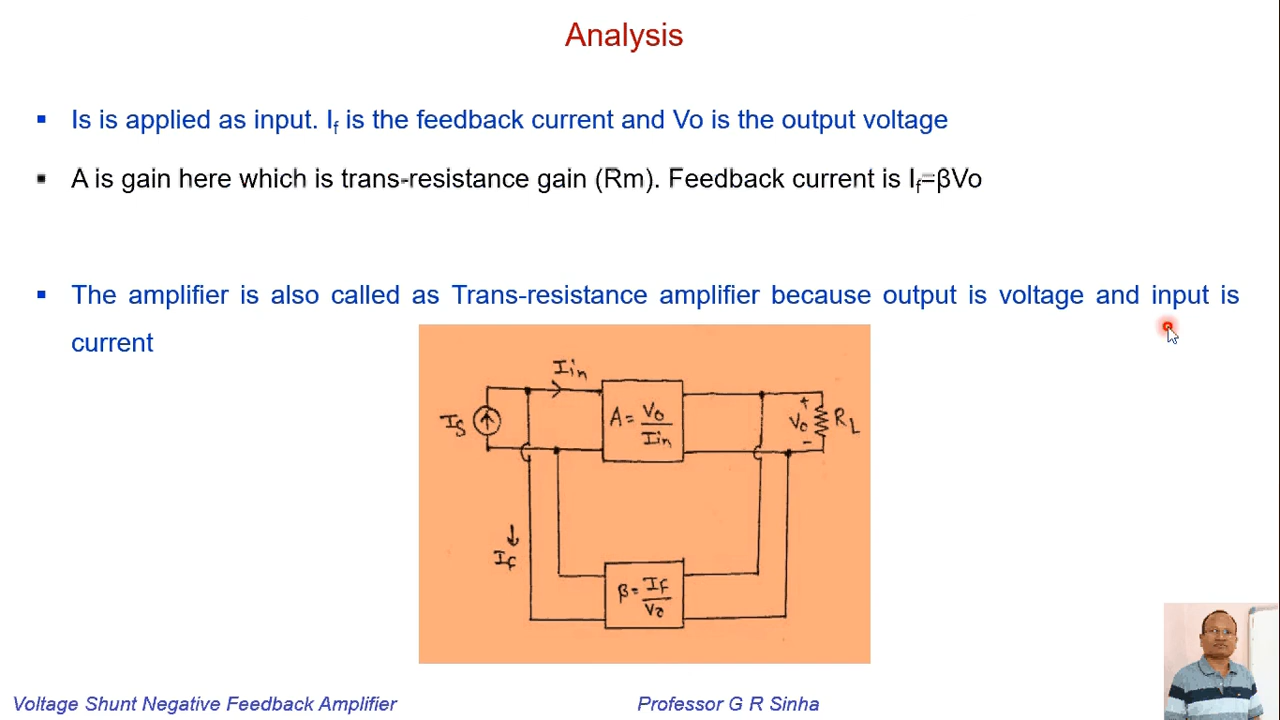 Analysis
Is is applied as input. If is the feedback current and Vo is the output voltage
A is gain here which is trans-resistance gain (Rm). Feedback current is If=βVo
The amplifier is also called as Trans-resistance amplifier because output is voltage and input is
current
Iin
Is
A = Vo / Iin
+
Vo
-
RL
If
β = If / Vo
Voltage Shunt Negative Feedback Amplifier
Professor G R Sinha